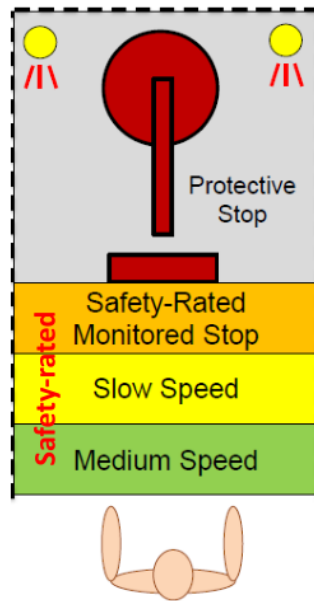 Protective
Stop
Safety-Rated
Monitored Stop
Safety-rated
Slow Speed
Medium Speed